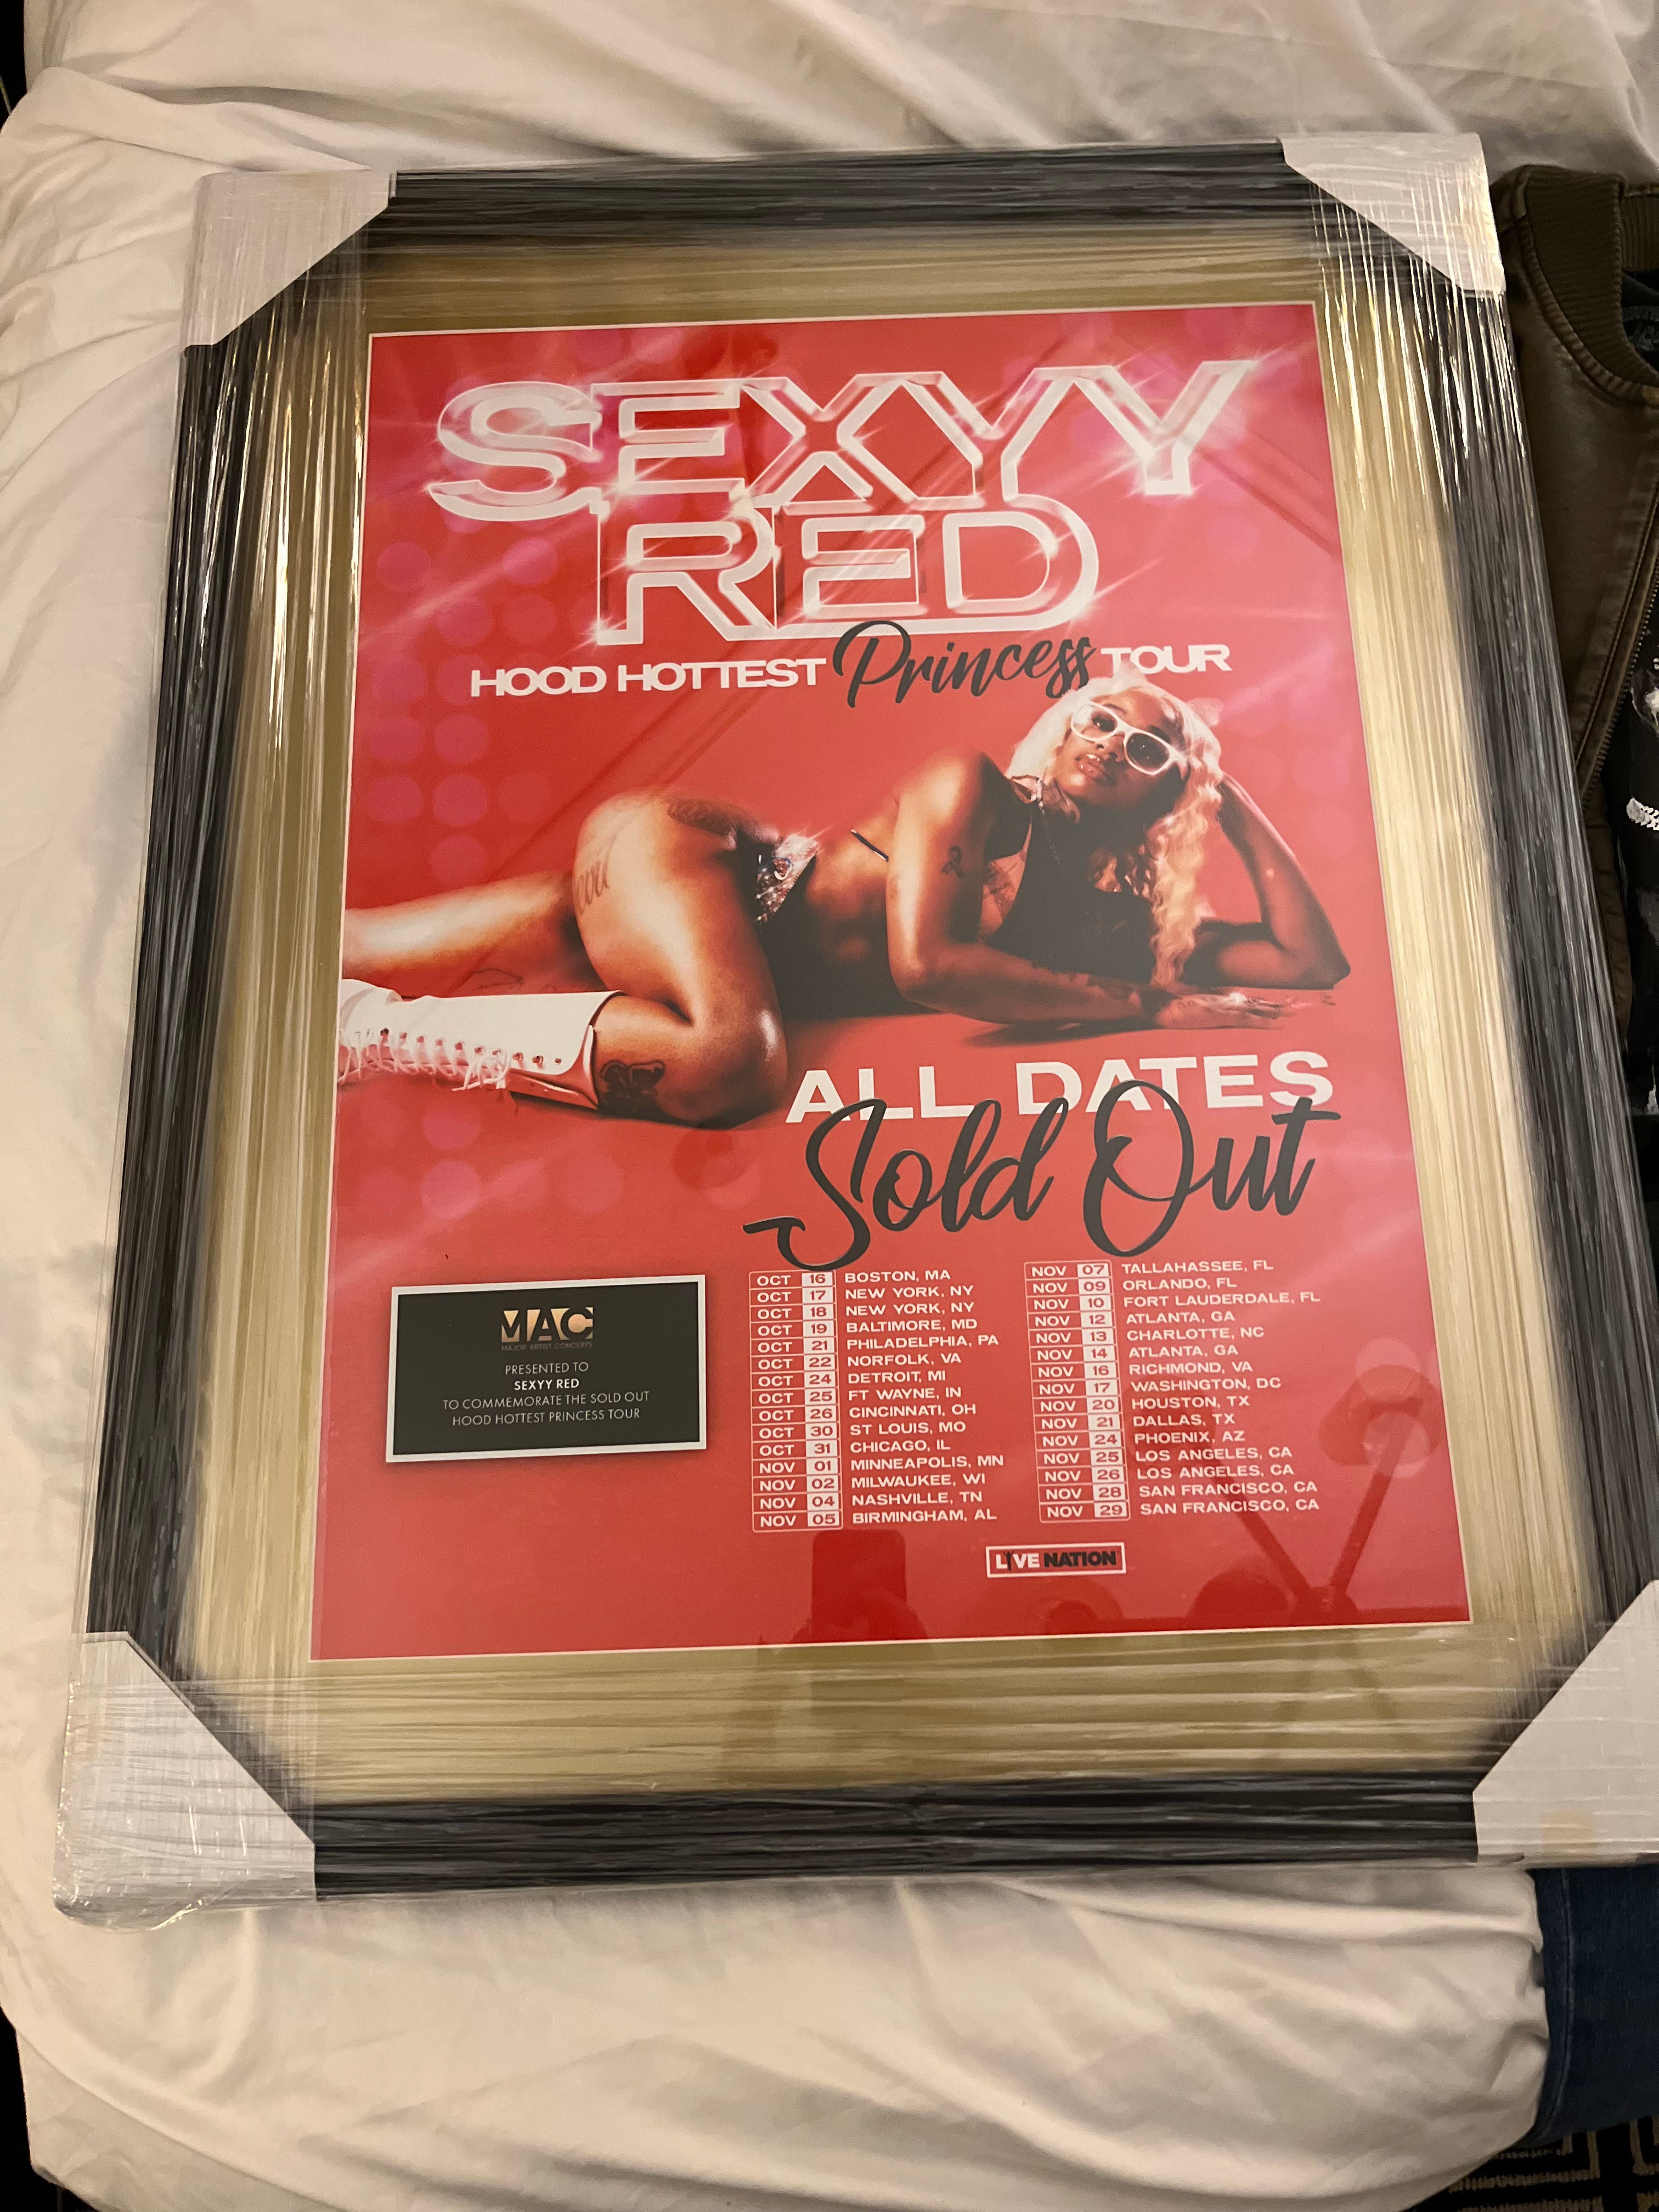 SEXYY
RED
HOOD HOTTEST Princess TOUR
ALL DATES
Sold Out
MAC
MAJOR ARTIST CONCERTS
PRESENTED TO
SEXYY RED
TO COMMEMORATE THE SOLD OUT
HOOD HOTTEST PRINCESS TOUR
OCT 16 BOSTON, MA
OCT 17 NEW YORK, NY
OCT 18 NEW YORK, NY
OCT 19 BALTIMORE, MD
OCT 21 PHILADELPHIA, PA
OCT 22 NORFOLK, VA
OCT 24 DETROIT, MI
OCT 25 FT WAYNE, IN
OCT 26 CINCINNATI, OH
OCT 30 ST LOUIS, MO
OCT 31 CHICAGO, IL
NOV 01 MINNEAPOLIS, MN
NOV 02 MILWAUKEE, WI
NOV 04 NASHVILLE, TN
NOV 05 BIRMINGHAM, AL
NOV 07 TALLAHASSEE, FL
NOV 09 ORLANDO, FL
NOV 10 FORT LAUDERDALE, FL
NOV 12 ATLANTA, GA
NOV 13 CHARLOTTE, NC
NOV 14 ATLANTA, GA
NOV 16 RICHMOND, VA
NOV 17 WASHINGTON, DC
NOV 20 HOUSTON, TX
NOV 21 DALLAS, TX
NOV 24 PHOENIX, AZ
NOV 25 LOS ANGELES, CA
NOV 26 LOS ANGELES, CA
NOV 28 SAN FRANCISCO, CA
NOV 29 SAN FRANCISCO, CA
LIVE NATION